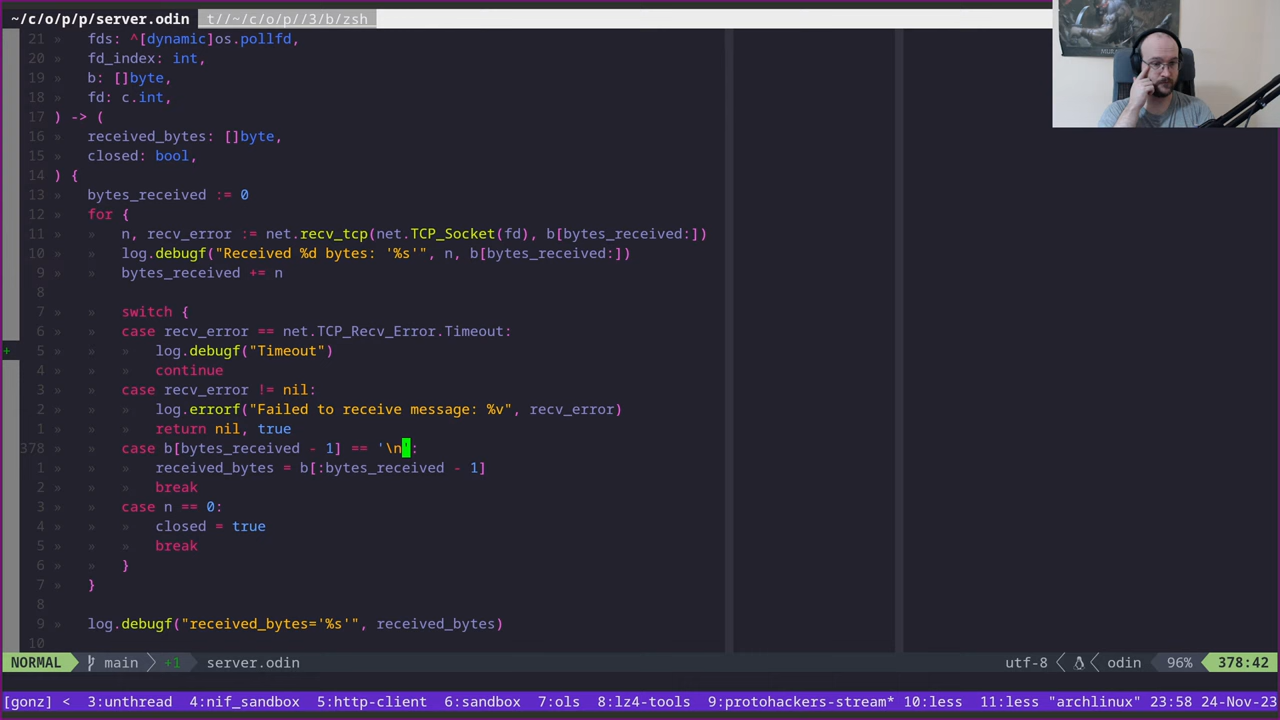 ~/c/o/p/p/server.odin t//~/c/o/p//3/b/zsh
21 » fds: ^[dynamic]os.pollfd,
20 » fd_index: int,
19 » b: []byte,
18 » fd: c.int,
17 » ) -> (
16 » received_bytes: []byte,
15 » closed: bool,
14 » ) {
13 » bytes_received := 0
12 » for {
11 » » n, recv_error := net.recv_tcp(net.TCP_Socket(fd), b[bytes_received:])
10 » » log.debugf("Received %d bytes: '%s'", n, b[bytes_received:])
9 » » bytes_received += n
8
7 » » switch {
6 » » case recv_error == net.TCP_Recv_Error.Timeout:
+ 5 » » » log.debugf("Timeout")
4 » » » continue
3 » » case recv_error != nil:
2 » » » log.errorf("Failed to receive message: %v", recv_error)
1 » » » return nil, true
378 » » case b[bytes_received - 1] == '\n':
1 » » » received_bytes = b[:bytes_received - 1]
2 » » » break
3 » » case n == 0:
4 » » » closed = true
5 » » » break
6 » » }
7 » }
8
9 » log.debugf("received_bytes='%s'", received_bytes)
10
NORMAL main +1 server.odin utf-8 odin 96% 378:42
[gonz] < 3:unthread 4:nif_sandbox 5:http-client 6:sandbox 7:ols 8:lz4-tools 9:protohackers-stream* 10:less 11:less "archlinux" 23:58 24-Nov-23